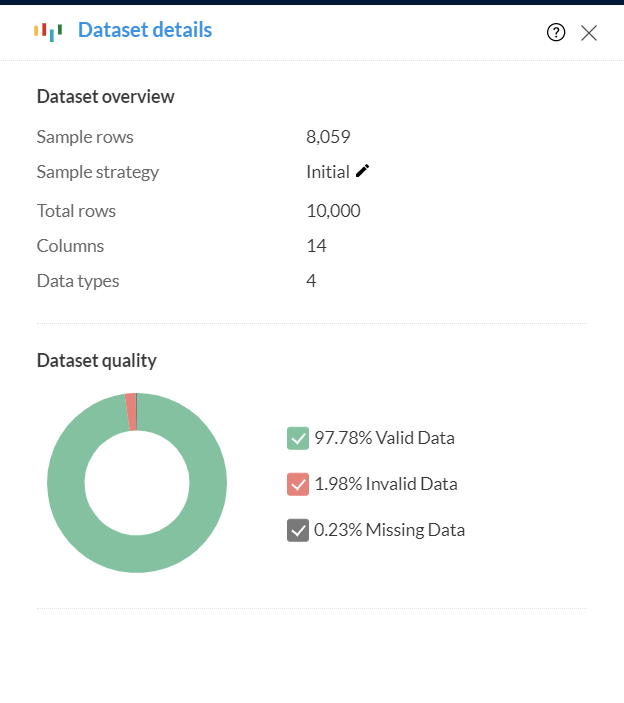 Dataset details
Dataset overview
Sample rows 8,059
Sample strategy Initial
Total rows 10,000
Columns 14
Data types 4
Dataset quality
97.78% Valid Data
1.98% Invalid Data
0.23% Missing Data